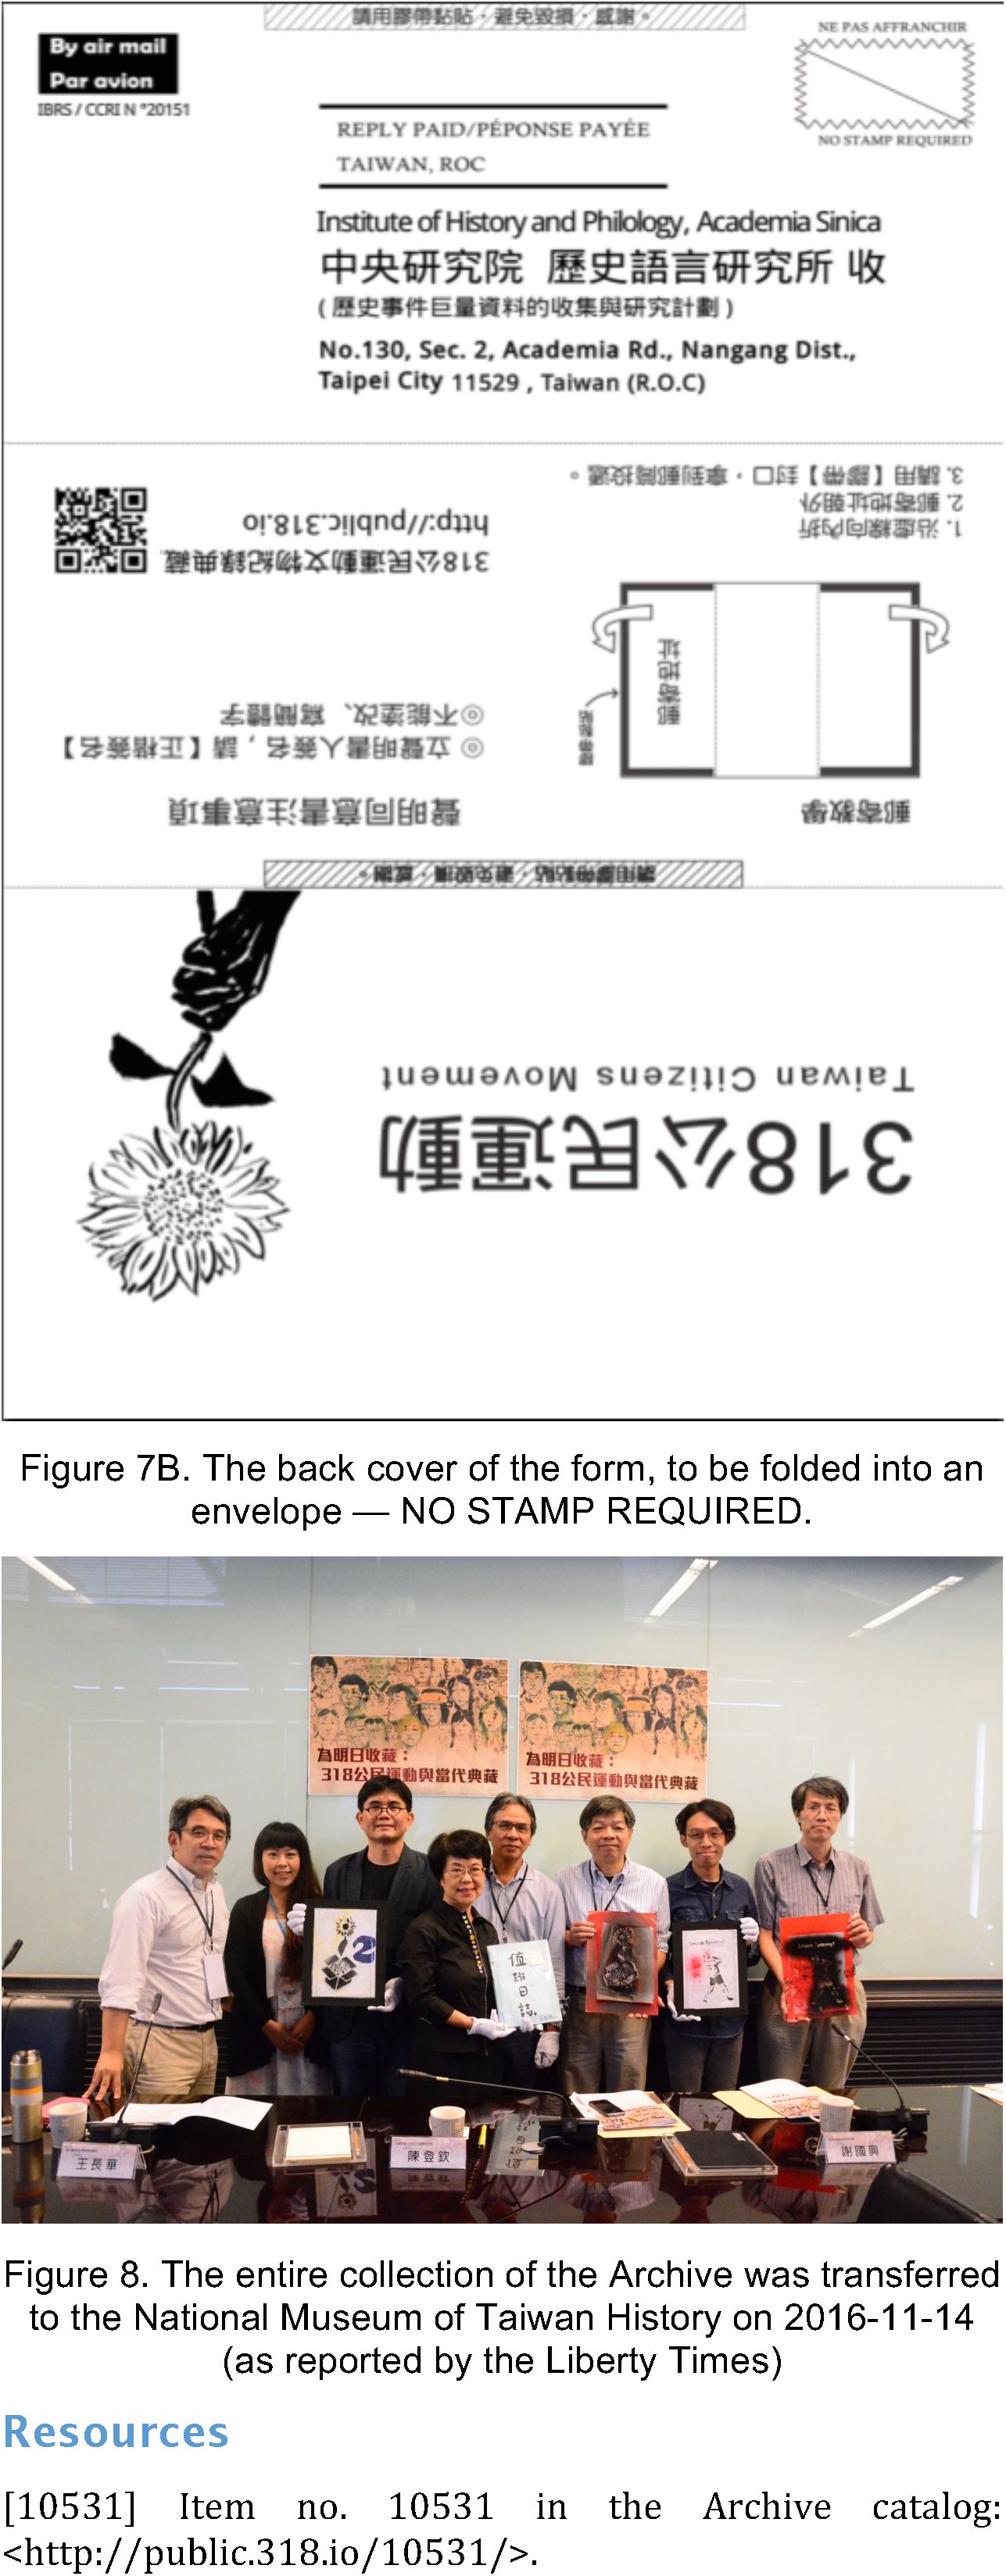 請用膠帶黏貼，避免毀損，感謝。
By air mail
Par avion
IBRS / CCRI N °20151
NE PAS AFFRANCHIR
NO STAMP REQUIRED
REPLY PAID/PÉPONSE PAYÉE
TAIWAN, ROC
Institute of History and Philology, Academia Sinica
中央研究院 歷史語言研究所 收
( 歷史事件巨量資料的收集與研究計劃 )
No.130, Sec. 2, Academia Rd., Nangang Dist.,
Taipei City 11529 , Taiwan (R.O.C)
郵寄教學
郵寄地址
膠帶黏貼
1. 沿虛線向內折
2. 郵寄地址朝外
3. 請用【膠帶】封口，拿到郵筒投遞。
聲明同意書注意事項
◎ 立聲明書人簽名，請【正楷簽名】
◎不能塗改、寫簡體字
318公民運動文物紀錄典藏
http://public.318.io
請用膠帶黏貼，避免毀損，感謝。
318公民運動
Taiwan Citizens Movement
Figure 7B. The back cover of the form, to be folded into an
envelope — NO STAMP REQUIRED.
為明日收藏：
318公民運動與當代典藏
為明日收藏：
318公民運動與當代典藏
值班日誌
王長華
陳登欽
謝國興
Figure 8. The entire collection of the Archive was transferred
to the National Museum of Taiwan History on 2016-11-14
(as reported by the Liberty Times)
Resources
[10531] Item no. 10531 in the Archive catalog:
<http://public.318.io/10531/>.